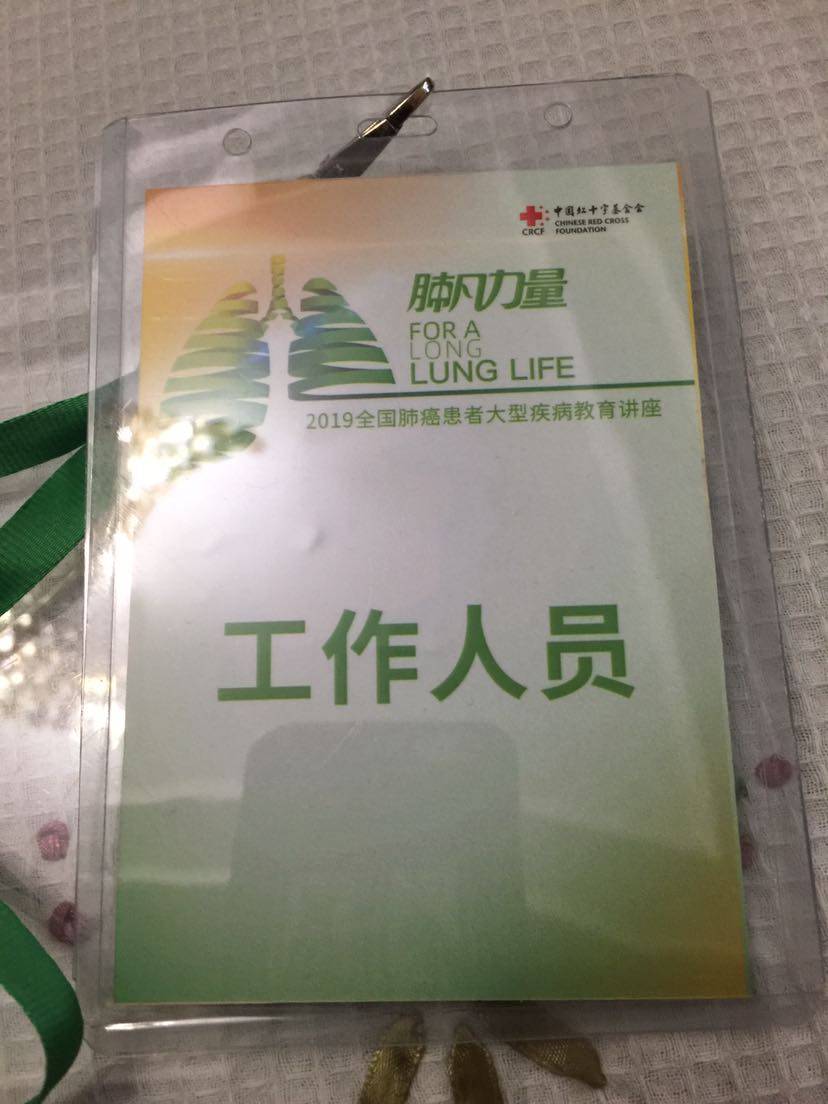 中国红十字基金会
CHINESE RED CROSS
CRCF FOUNDATION
肺凡力量
FOR A
LONG
LUNG LIFE
2019全国肺癌患者大型疾病教育讲座
工作人员